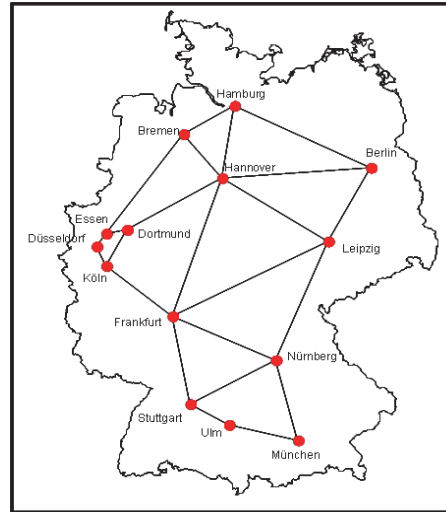 Hamburg
Bremen
Berlin
Hannover
Essen
Dortmund
Düsseldorf
Leipzig
Köln
Frankfurt
Nürnberg
Stuttgart
Ulm
München